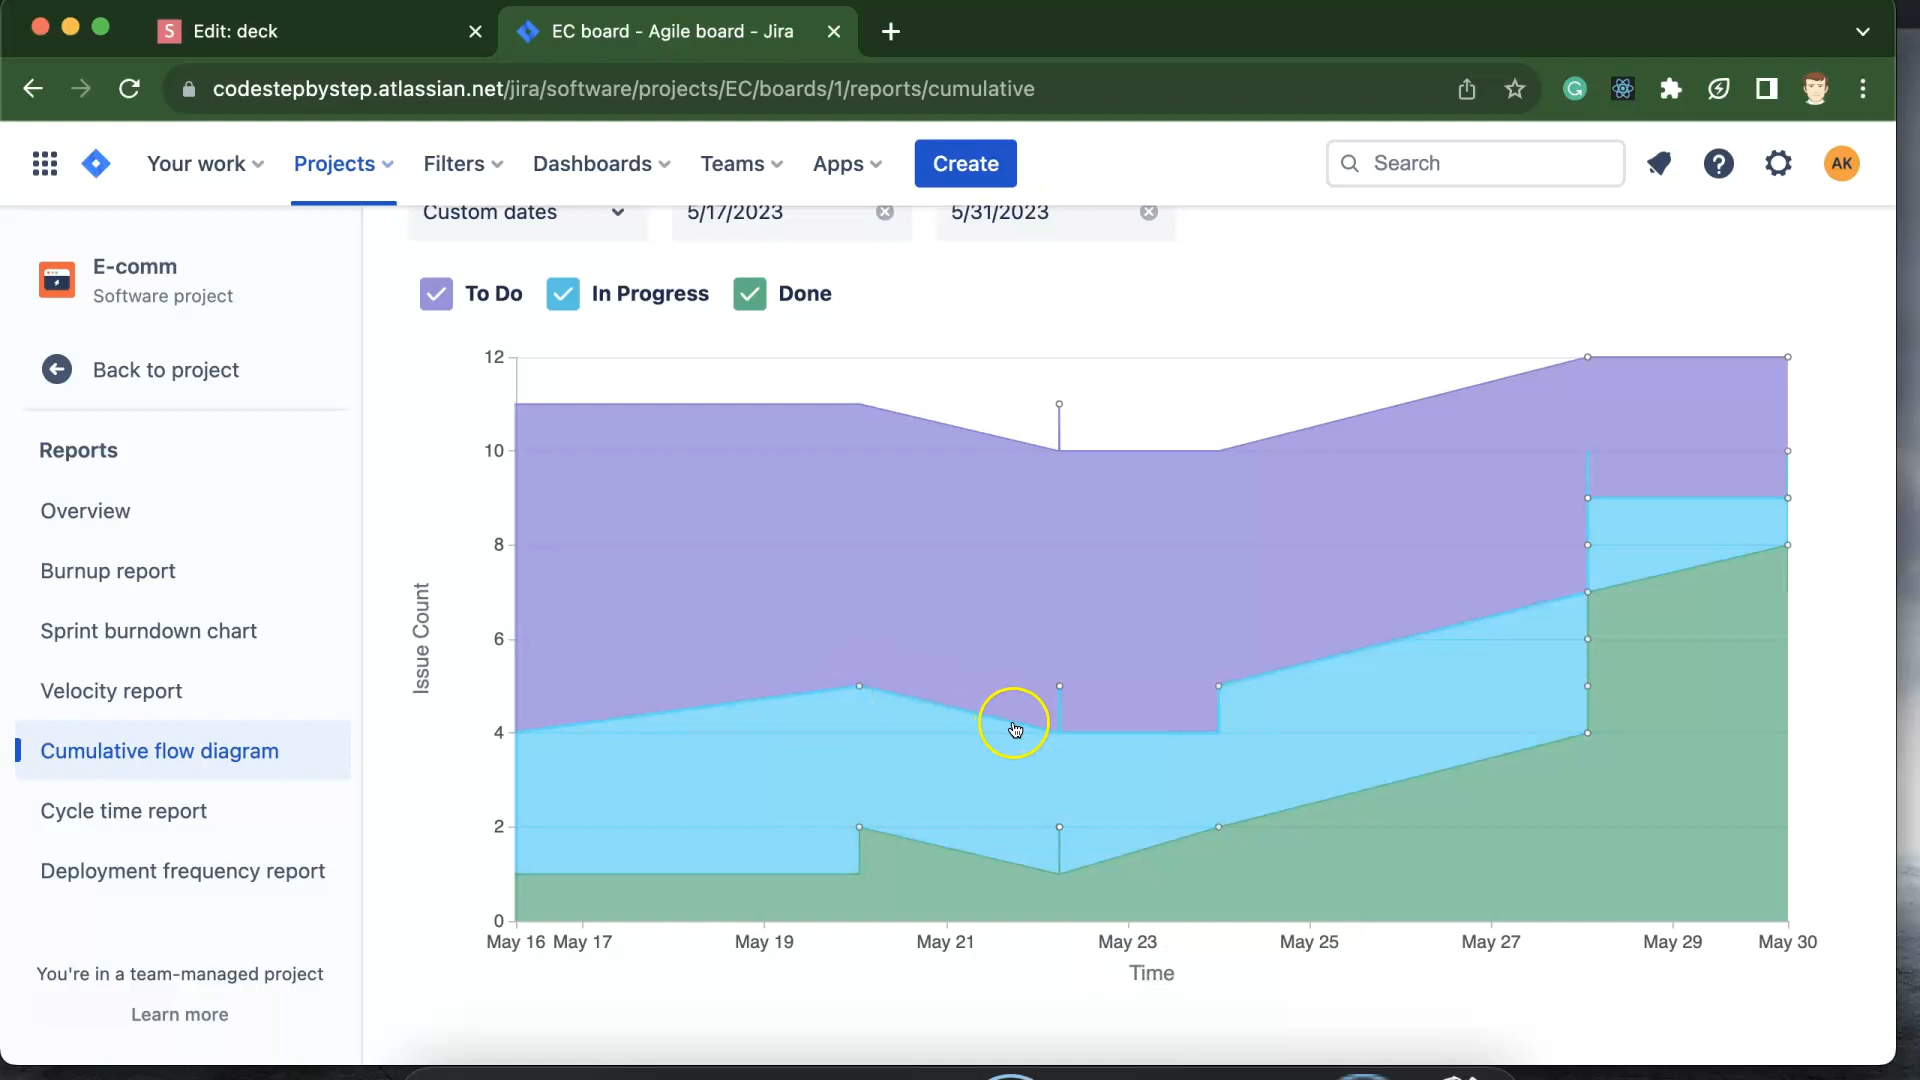 S Edit: deck
EC board - Agile board - Jira
codestepbystep.atlassian.net/jira/software/projects/EC/boards/1/reports/cumulative
G
Your work Projects Filters Dashboards Teams Apps Create Search AK
Custom dates 5/17/2023 5/31/2023
E-comm
Software project
Back to project
Reports
Overview
Burnup report
Sprint burndown chart
Velocity report
Cumulative flow diagram
Cycle time report
Deployment frequency report
You're in a team-managed project
Learn more
To Do In Progress Done
12
10
8
6
4
2
0
Issue Count
May 16 May 17 May 19 May 21 May 23 May 25 May 27 May 29 May 30
Time